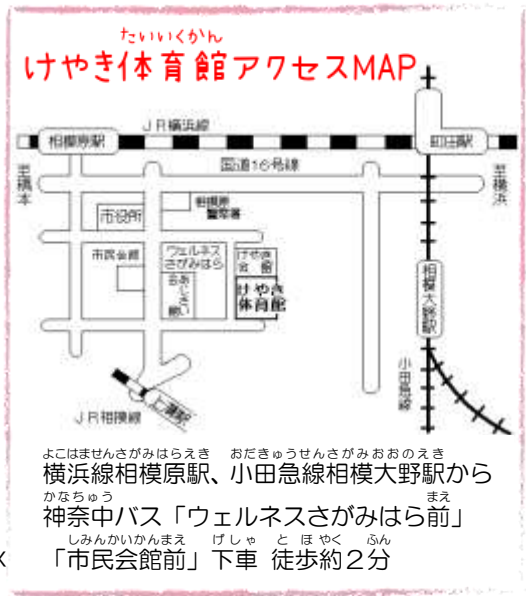 たいいくかん
けやき体育館アクセスMAP
JR横浜線
相模原駅
町田駅
国道16号線
至橋本
至横浜
市役所
相模原
警察署
市民会館
ウェルネス
さがみはら
けやき
会館
あじさい
会館
けやき
体育館
相模大野駅
小田急線
上溝駅
JR相模線
よこはませんさがみはらえき おだきゅうせんさがみおおのえき
横浜線相模原駅、小田急線相模大野駅から
かなちゅう まえ
神奈中バス「ウェルネスさがみはら前」
しみんかいかんまえ げしゃ とほやく ふん
「市民会館前」下車 徒歩約2分